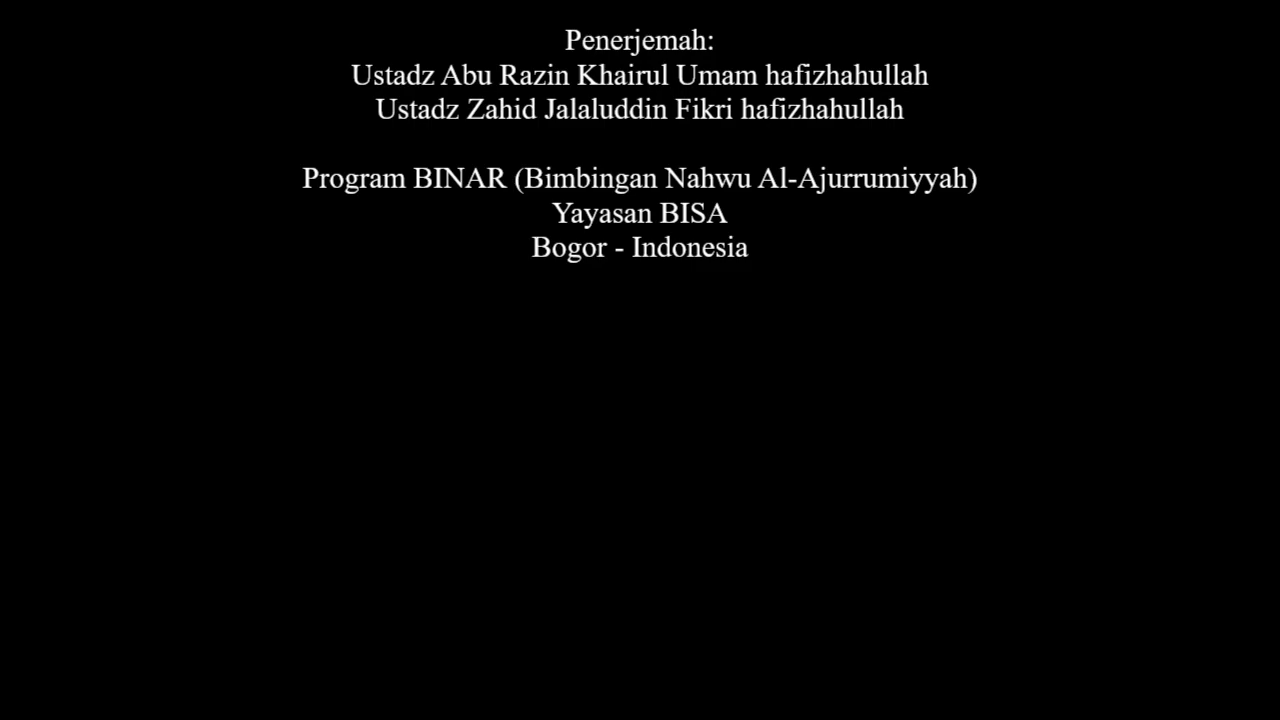 Penerjemah:
Ustadz Abu Razin Khairul Umam hafizhahullah
Ustadz Zahid Jalaluddin Fikri hafizhahullah
Program BINAR (Bimbingan Nahwu Al-Ajurrumiyyah)
Yayasan BISA
Bogor - Indonesia